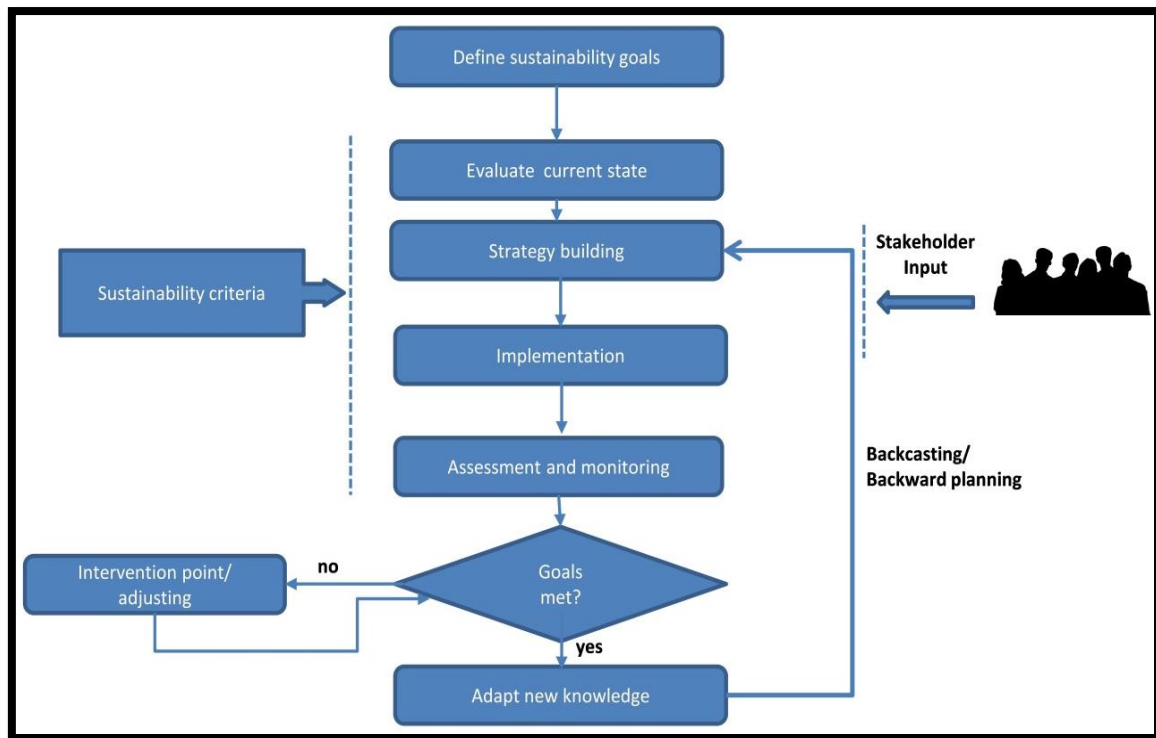 Define sustainability goals
Evaluate current state
Strategy building
Stakeholder
Input
Sustainability criteria
Implementation
Assessment and monitoring
Backcasting/
Backward planning
Intervention point/
adjusting
no
Goals
met?
yes
Adapt new knowledge